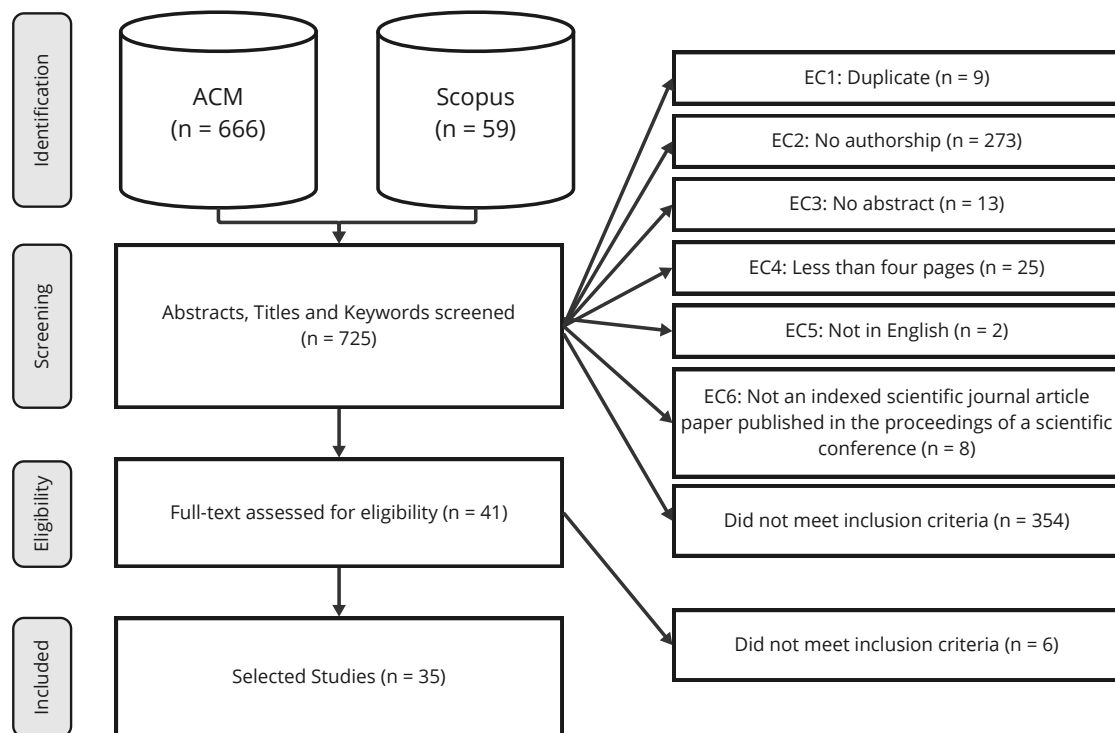 Identification
ACM
(n = 666)
Scopus
(n = 59)
EC1: Duplicate (n = 9)
EC2: No authorship (n = 273)
EC3: No abstract (n = 13)
EC4: Less than four pages (n = 25)
EC5: Not in English (n = 2)
EC6: Not an indexed scientific journal article
paper published in the proceedings of a scientific
conference (n = 8)
Did not meet inclusion criteria (n = 354)
Screening
Abstracts, Titles and Keywords screened
(n = 725)
Eligibility
Full-text assessed for eligibility (n = 41)
Did not meet inclusion criteria (n = 6)
Included
Selected Studies (n = 35)